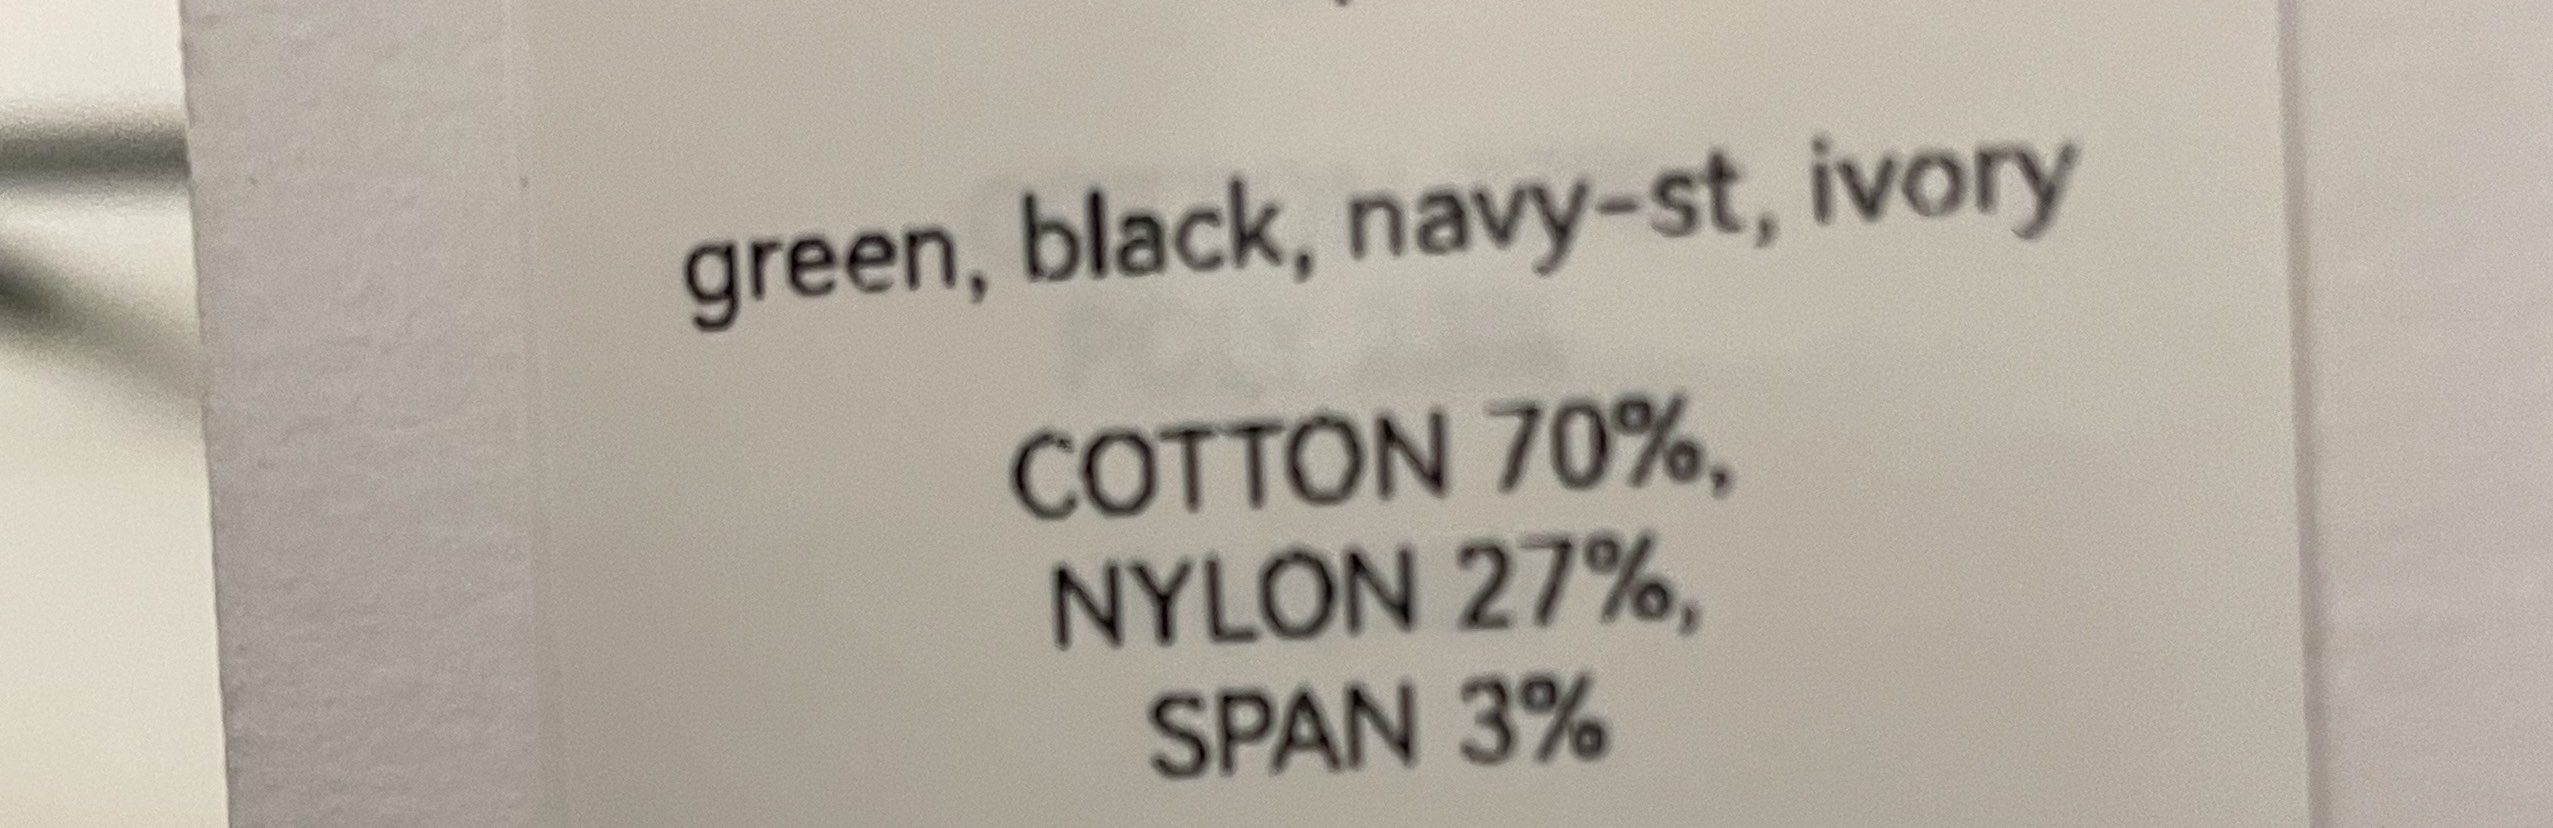 green, black, navy-st, ivory
COTTON 70%,
NYLON 27%,
SPAN 3%